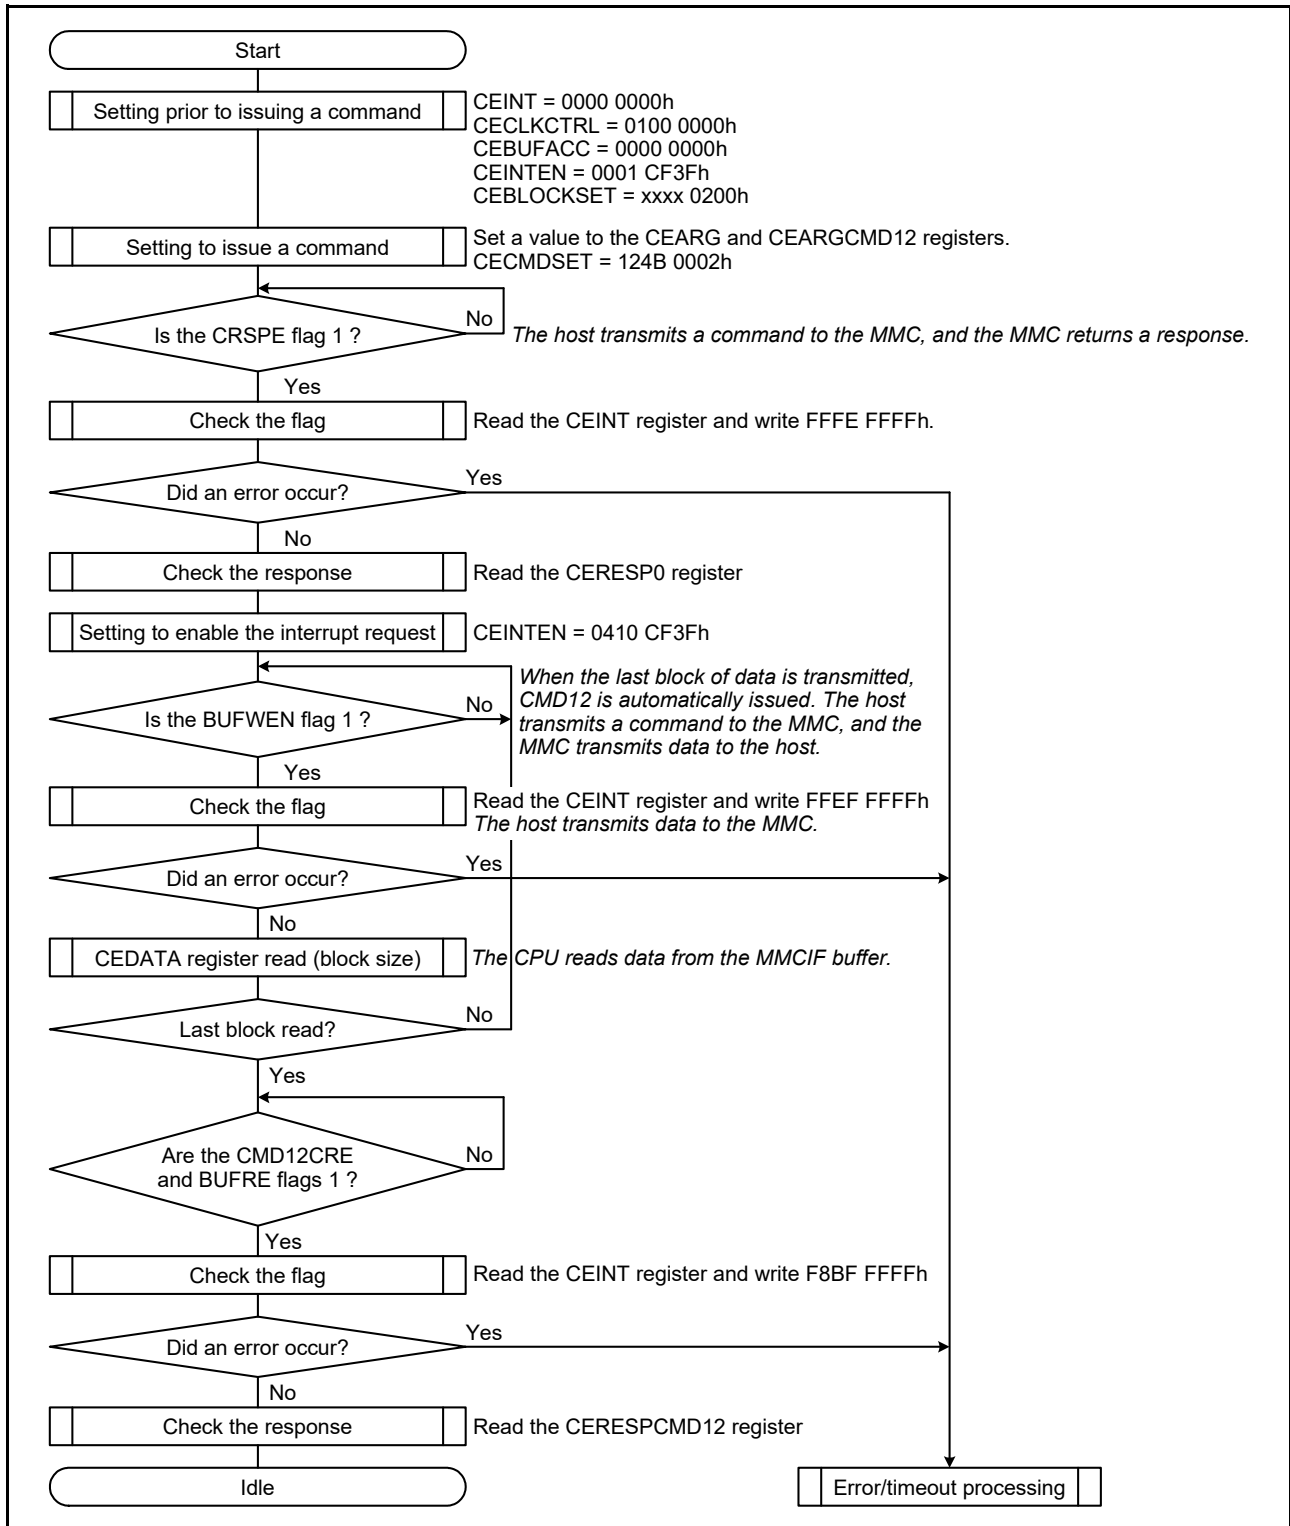 Start
Setting prior to issuing a command
CEINT = 0000 0000h
CECLKCTRL = 0100 0000h
CEBUFACC = 0000 0000h
CEINTEN = 0001 CF3Fh
CEBLOCKSET = xxxx 0200h
Setting to issue a command
Set a value to the CEARG and CEARGCMD12 registers.
CECMDSET = 124B 0002h
Is the CRSPE flag 1 ?
No
The host transmits a command to the MMC, and the MMC returns a response.
Yes
Check the flag
Read the CEINT register and write FFFE FFFFh.
Did an error occur?
Yes
No
Check the response
Read the CERESP0 register
Setting to enable the interrupt request
CEINTEN = 0410 CF3Fh
Is the BUFWEN flag 1 ?
No
When the last block of data is transmitted,
CMD12 is automatically issued. The host
transmits a command to the MMC, and the
MMC transmits data to the host.
Yes
Check the flag
Read the CEINT register and write FFEF FFFFh
The host transmits data to the MMC.
Did an error occur?
Yes
No
CEDATA register read (block size)
The CPU reads data from the MMCIF buffer.
Last block read?
No
Yes
Are the CMD12CRE
and BUFRE flags 1 ?
No
Yes
Check the flag
Read the CEINT register and write F8BF FFFFh
Did an error occur?
Yes
No
Check the response
Read the CERESPCMD12 register
Idle
Error/timeout processing